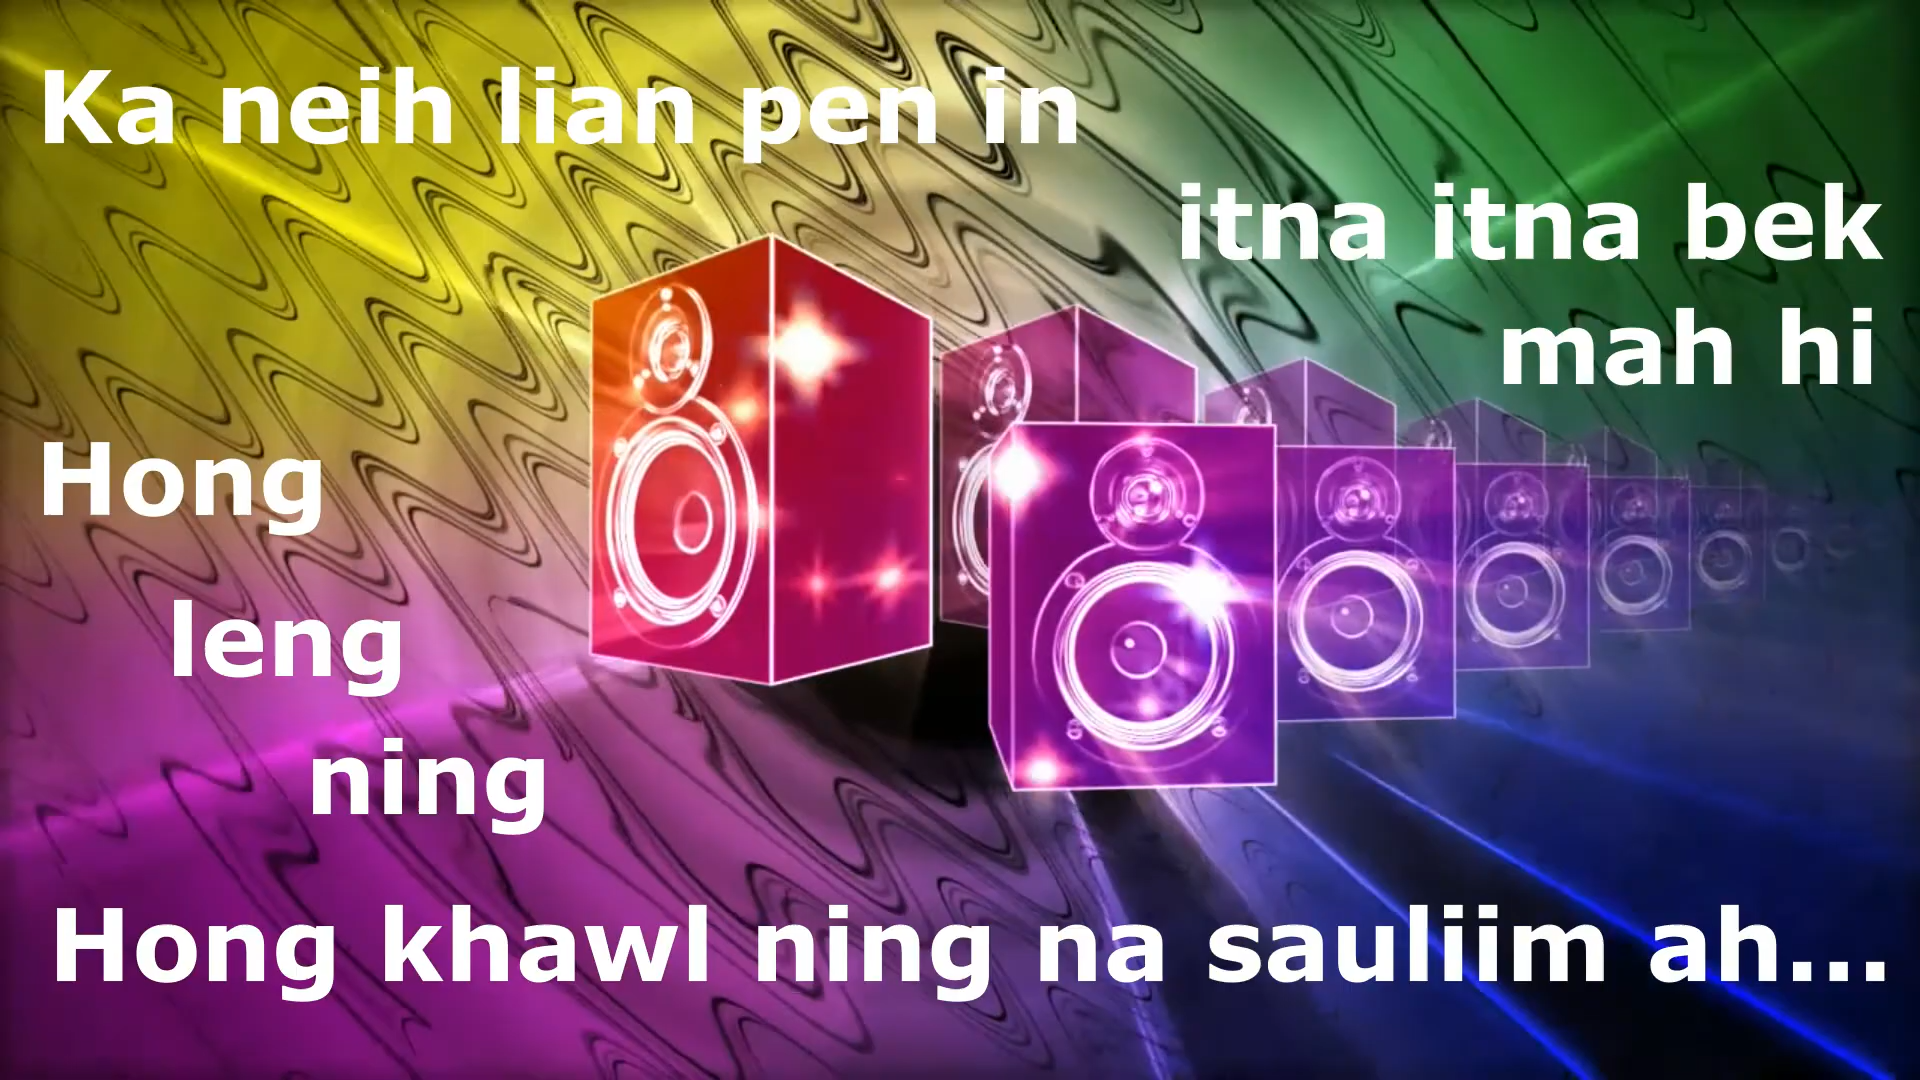 Ka neih lian pen in
itna itna bek
mah hi
Hong
leng
ning
Hong khawl ning na sauliim ah...